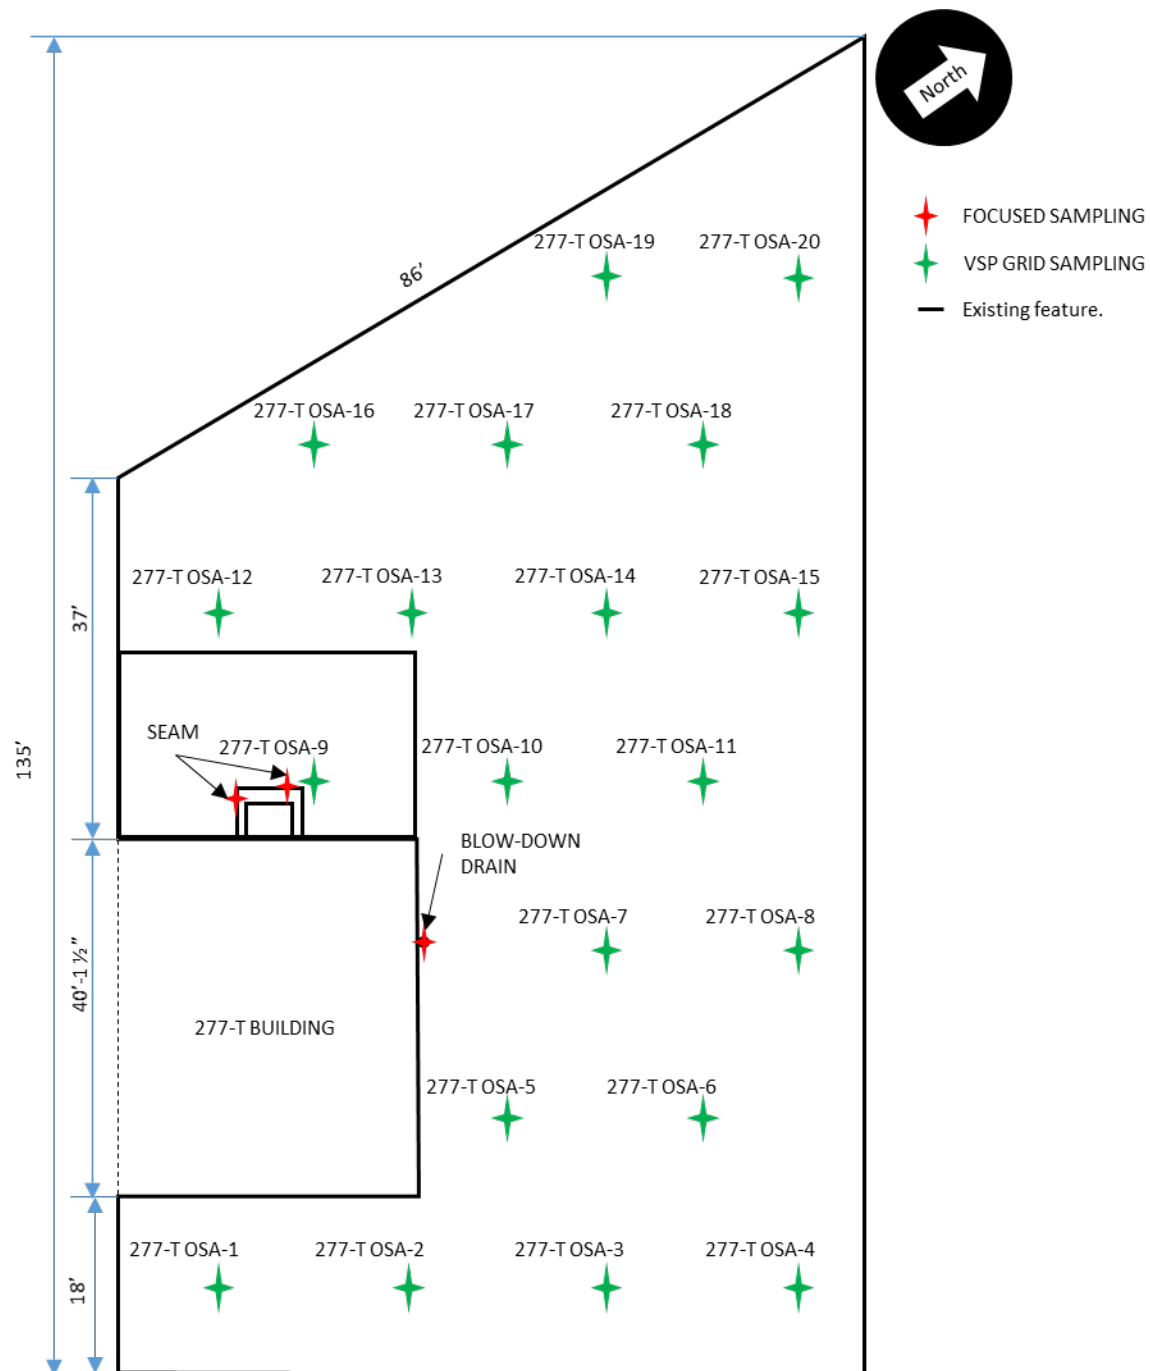 North
FOCUSED SAMPLING
VSP GRID SAMPLING
Existing feature.
277-T OSA-19
277-T OSA-20
86'
277-T OSA-16
277-T OSA-17
277-T OSA-18
277-T OSA-12
277-T OSA-13
277-T OSA-14
277-T OSA-15
37'
SEAM
277-T OSA-9
277-T OSA-10
277-T OSA-11
135'
BLOW-DOWN
DRAIN
277-T OSA-7
277-T OSA-8
40'-1 ½"
277-T BUILDING
277-T OSA-5
277-T OSA-6
277-T OSA-1
277-T OSA-2
277-T OSA-3
277-T OSA-4
18'